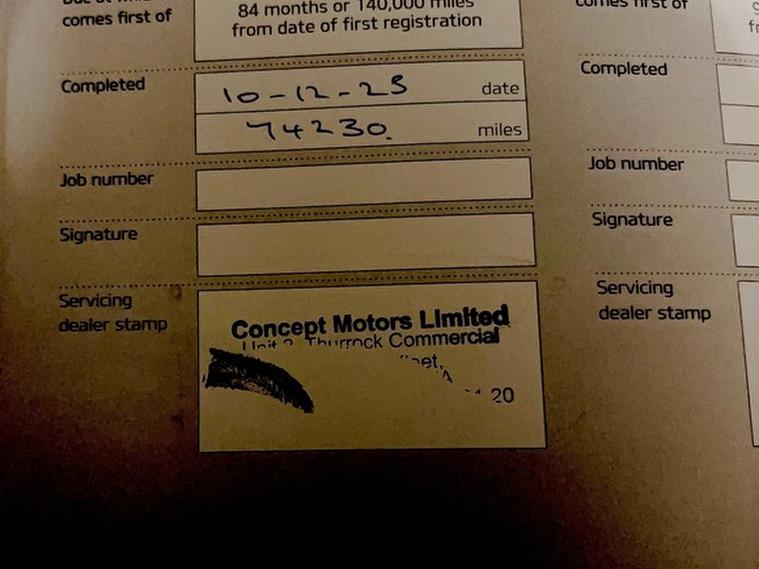 comes first of
84 months or 140,000 miles
from date of first registration
comes first of
Completed
10-12-23 date
74230. miles
Completed
Job number
Job number
Signature
Signature
Servicing
dealer stamp
Concept Motors Limited
Unit 2 Thurrock Commercial
20
Servicing
dealer stamp